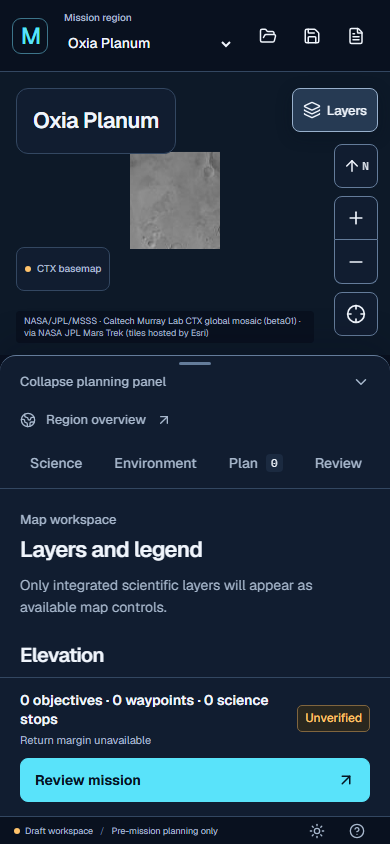 M
Mission region
Oxia Planum
Oxia Planum
Layers
N
CTX basemap
NASA/JPL/MSSS · Caltech Murray Lab CTX global mosaic (beta01) ·
via NASA JPL Mars Trek (tiles hosted by Esri)
Collapse planning panel
Region overview
Science Environment Plan 0 Review
Map workspace
Layers and legend
Only integrated scientific layers will appear as
available map controls.
Elevation
0 objectives · 0 waypoints · 0 science
stops
Unverified
Return margin unavailable
Review mission
Draft workspace / Pre-mission planning only